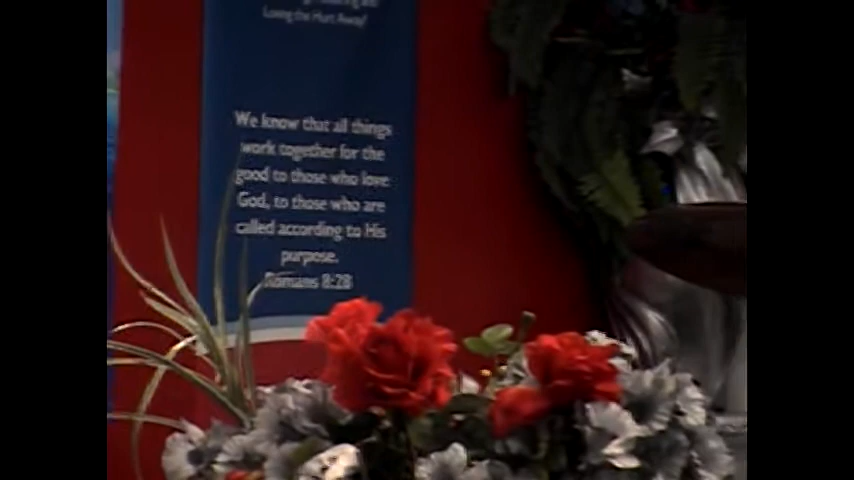 Loving the Hurt Away!
We know that all things
work together for the
good to those who love
God, to those who are
called according to His
purpose.
Romans 8:28